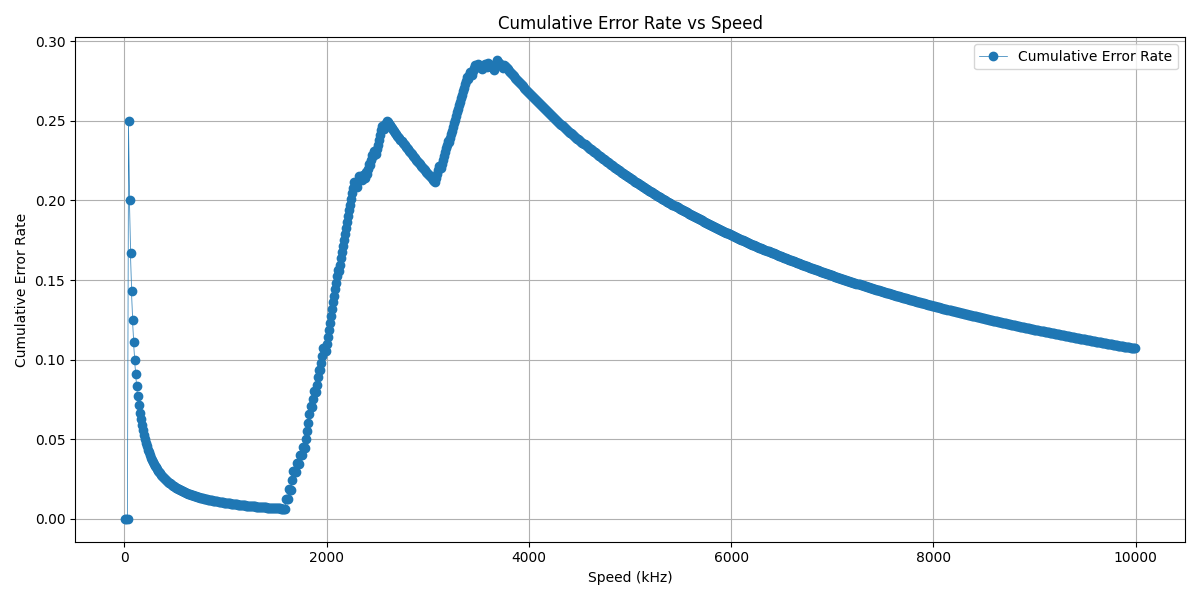 Cumulative Error Rate vs Speed
Cumulative Error Rate
0.30
0.25
0.20
0.15
0.10
0.05
0.00
Cumulative Error Rate
0 2000 4000 6000 8000 10000
Speed (kHz)